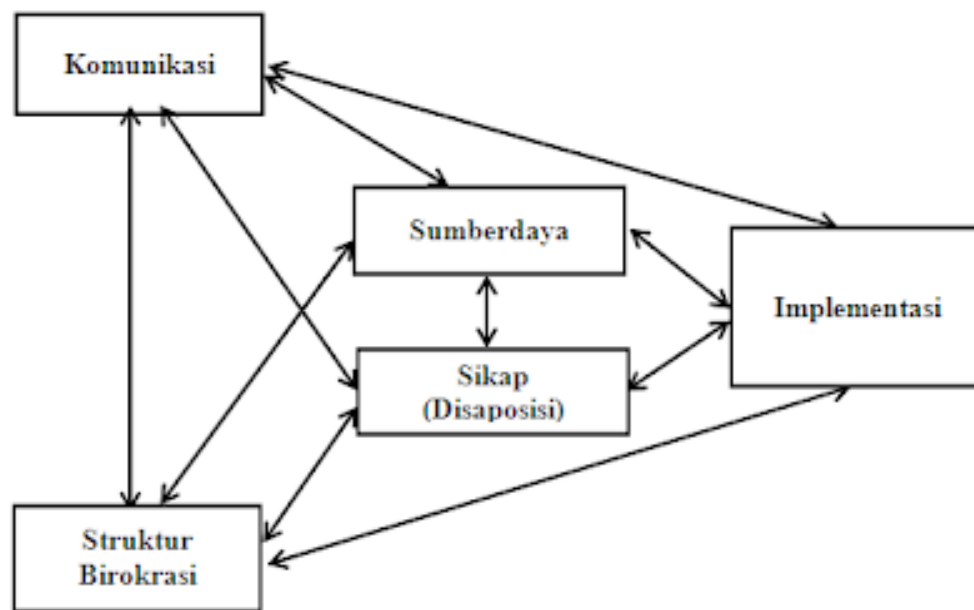 Komunikasi
Sumberdaya
Implementasi
Sikap
(Disaposisi)
Struktur
Birokrasi